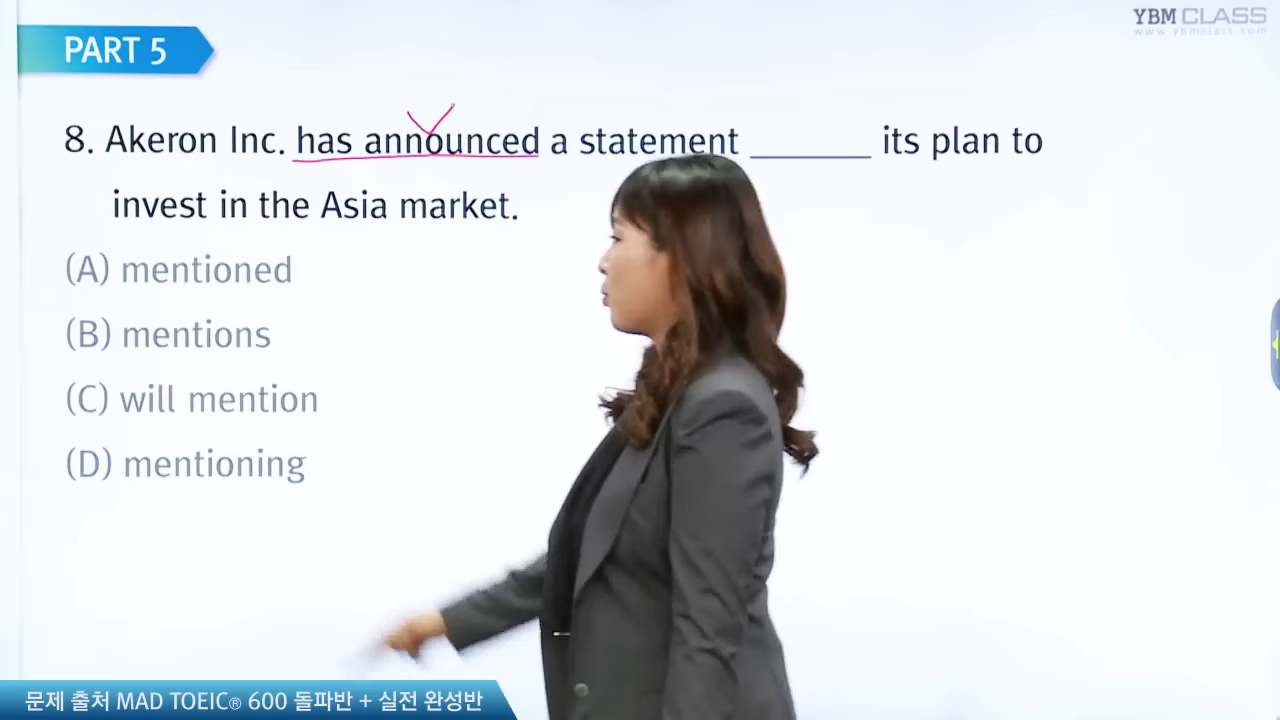 YBM CLASS
www.ybmclass.com
PART 5
8. Akeron Inc. has announced a statement ______ its plan to
invest in the Asia market.
(A) mentioned
(B) mentions
(C) will mention
(D) mentioning
문제 출처 MAD TOEIC® 600 돌파반 + 실전 완성반